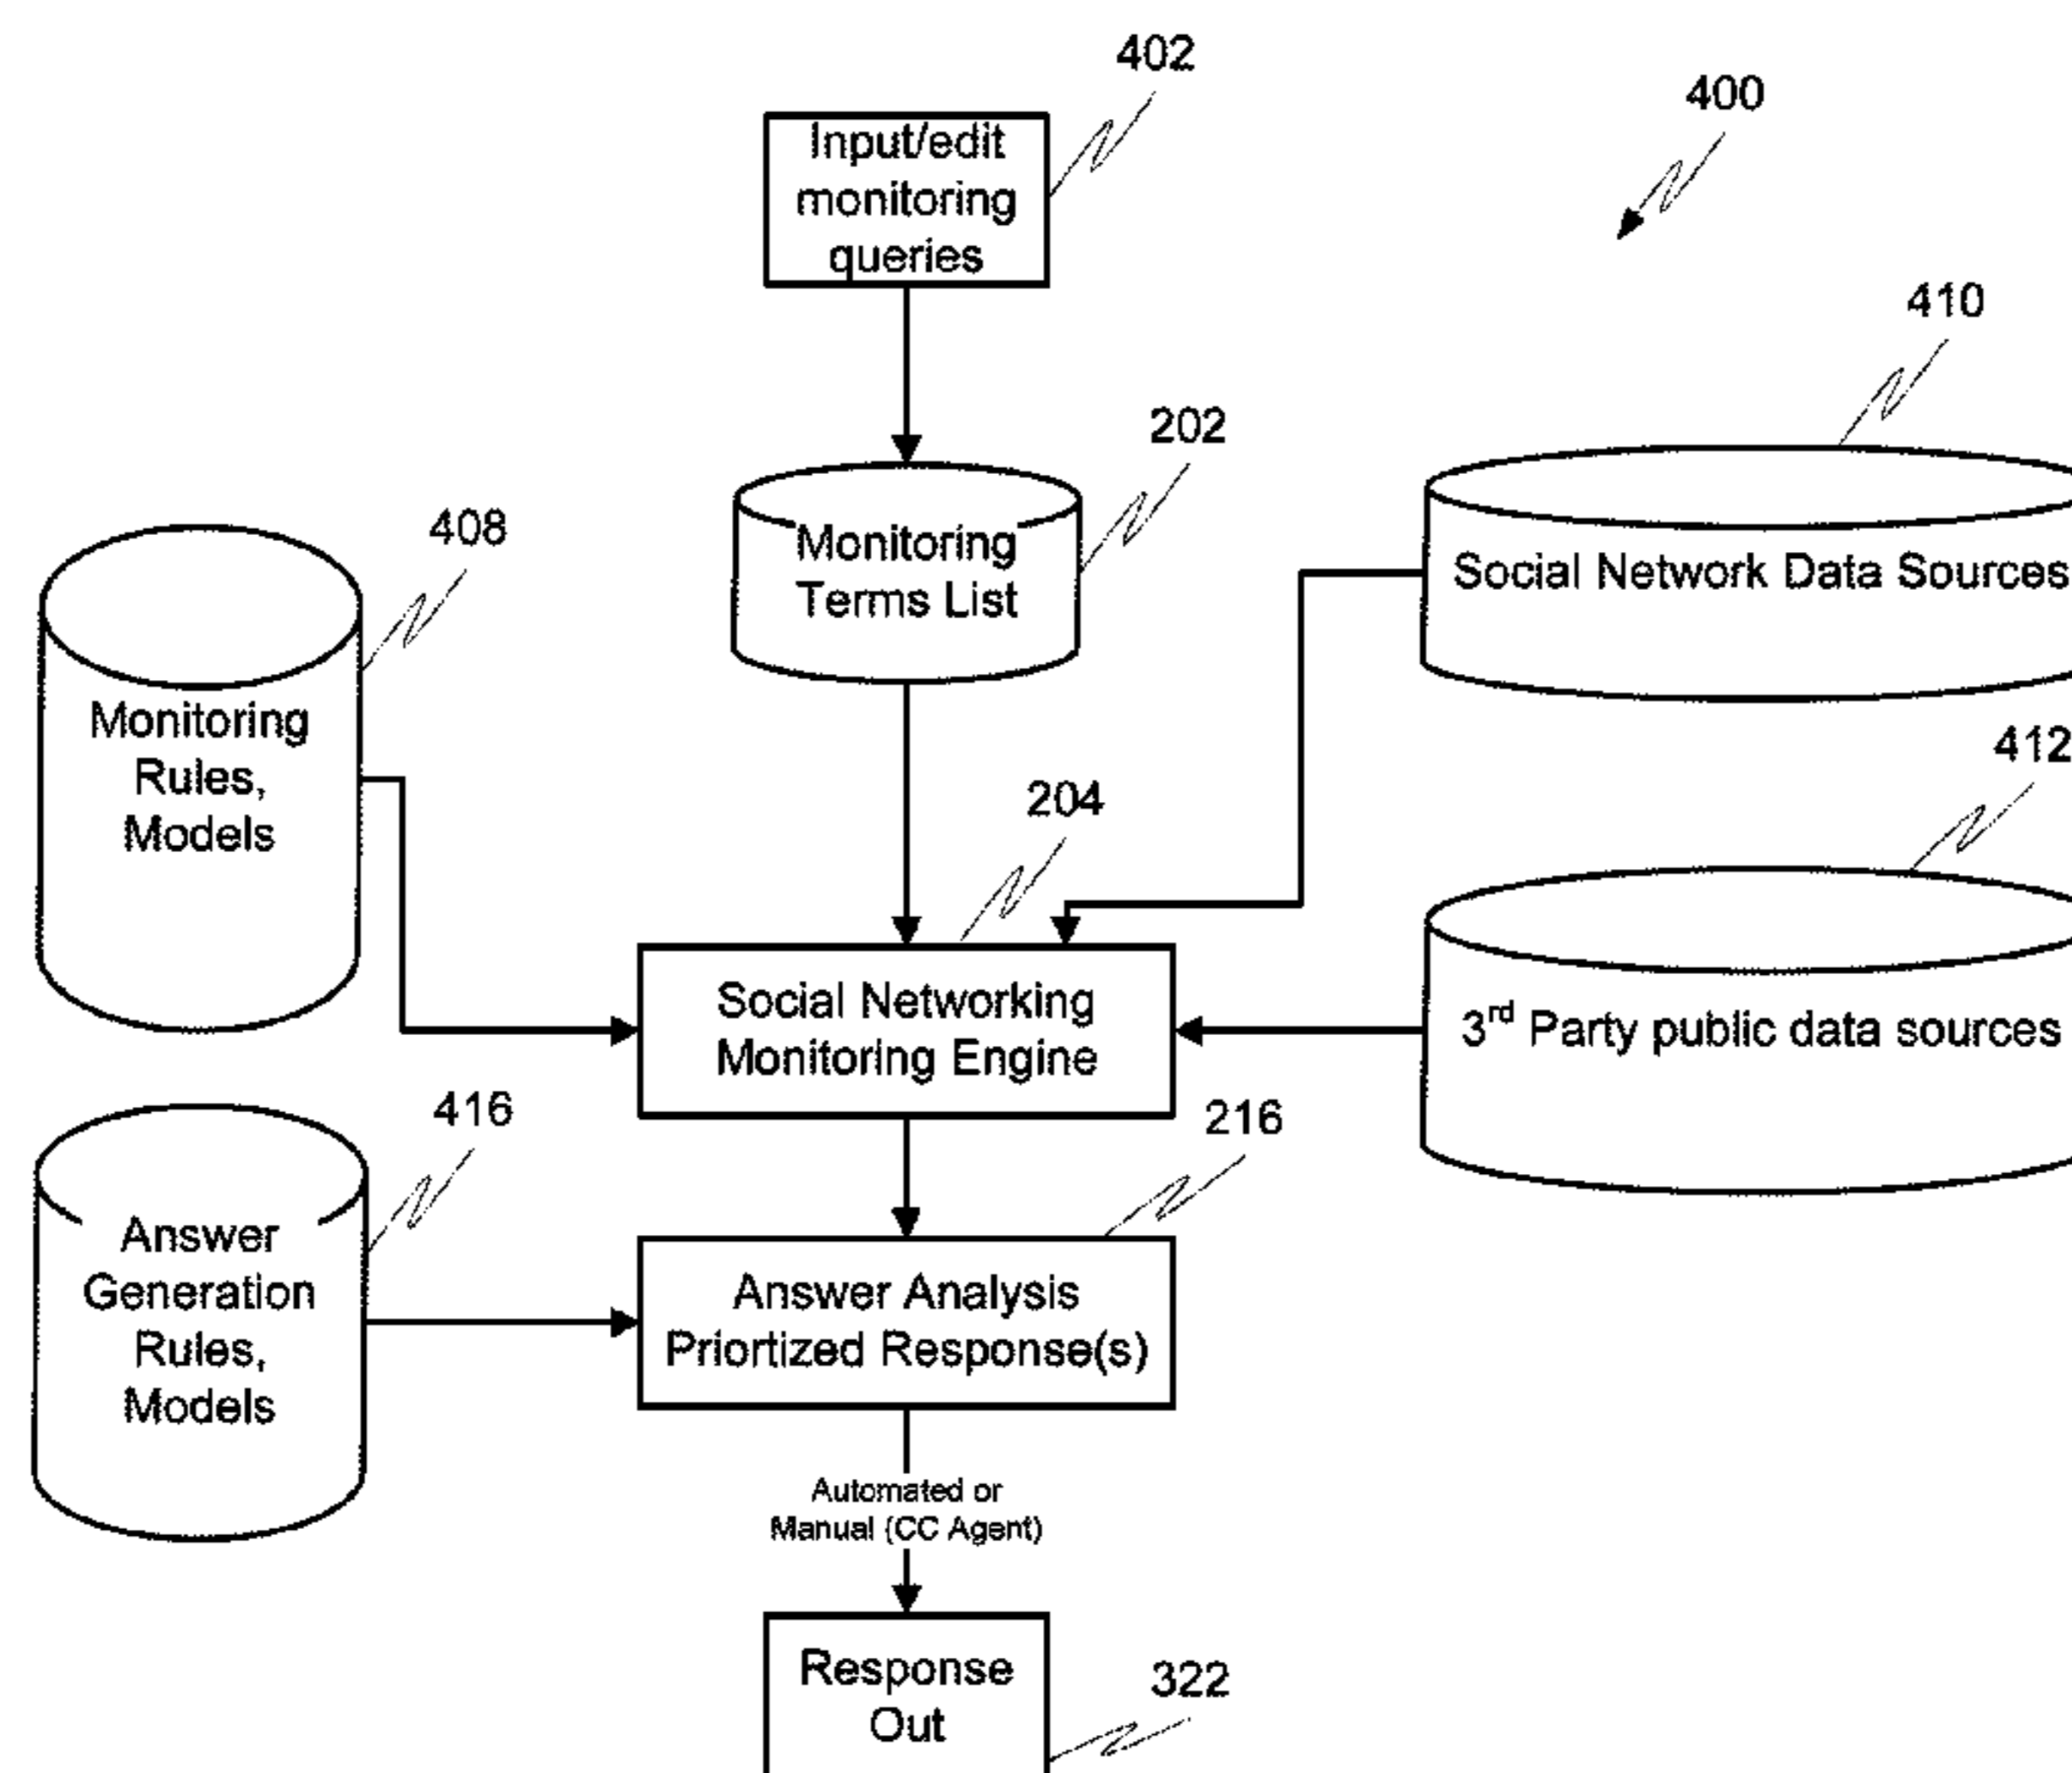 402
400
Input/edit
monitoring
queries
410
202
408
Monitoring
Terms List
Social Network Data Sources
Monitoring
Rules,
Models
412
204
Social Networking
Monitoring Engine
3rd Party public data sources
416
216
Answer
Generation
Rules,
Models
Answer Analysis
Priortized Response(s)
Automated or
Manual (CC Agent)
Response
Out
322